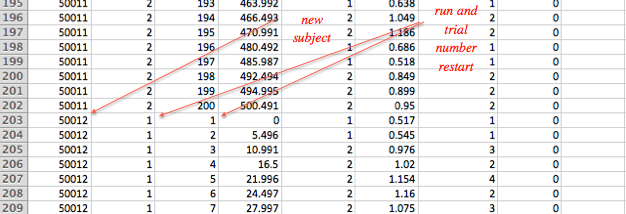 195 50011 2 193 463.992 1 0.638 1 0
196 50011 2 194 466.493 2 1.049 2 0
197 50011 2 195 470.991 2 1.186 2 0
198 50011 2 196 480.492 1 0.686 1 0
199 50011 2 197 485.987 1 0.518 1 0
200 50011 2 198 492.494 2 0.849 2 0
201 50011 2 199 494.995 2 0.899 2 0
202 50011 2 200 500.491 2 0.95 2 0
203 50012 1 1 0 1 0.517 1 0
204 50012 1 2 5.496 1 0.545 1 0
205 50012 1 3 10.991 2 0.976 3 0
206 50012 1 4 16.5 2 1.02 2 0
207 50012 1 5 21.996 2 1.154 4 0
208 50012 1 6 24.497 2 1.16 2 0
209 50012 1 7 27.997 2 1.075 3 0
new
subject
run and
trial
number
restart